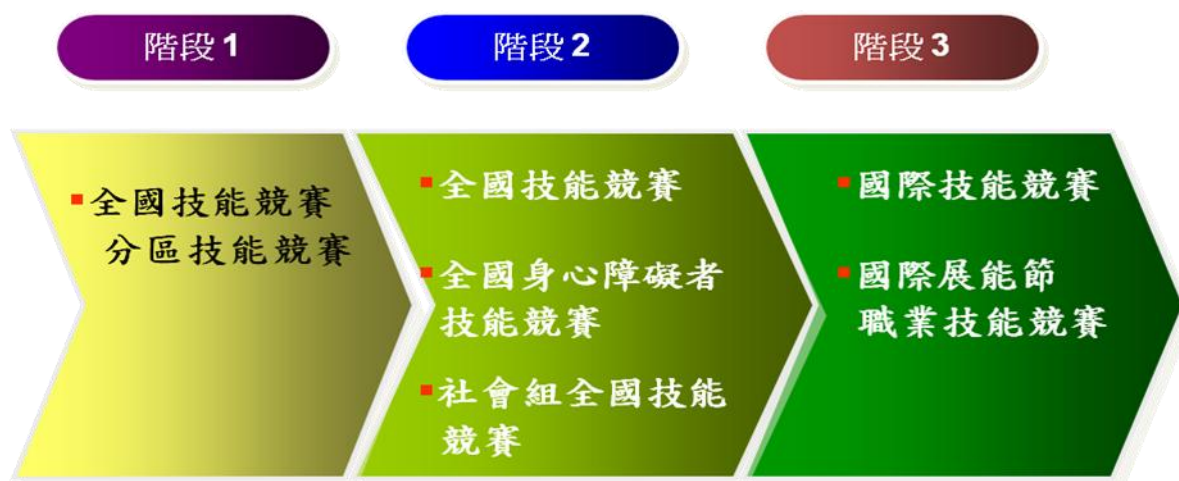 階段 1
階段 2
階段 3
▪全國技能競賽
分區技能競賽
▪全國技能競賽
▪全國身心障礙者
技能競賽
▪社會組全國技能
競賽
▪國際技能競賽
▪國際展能節
職業技能競賽